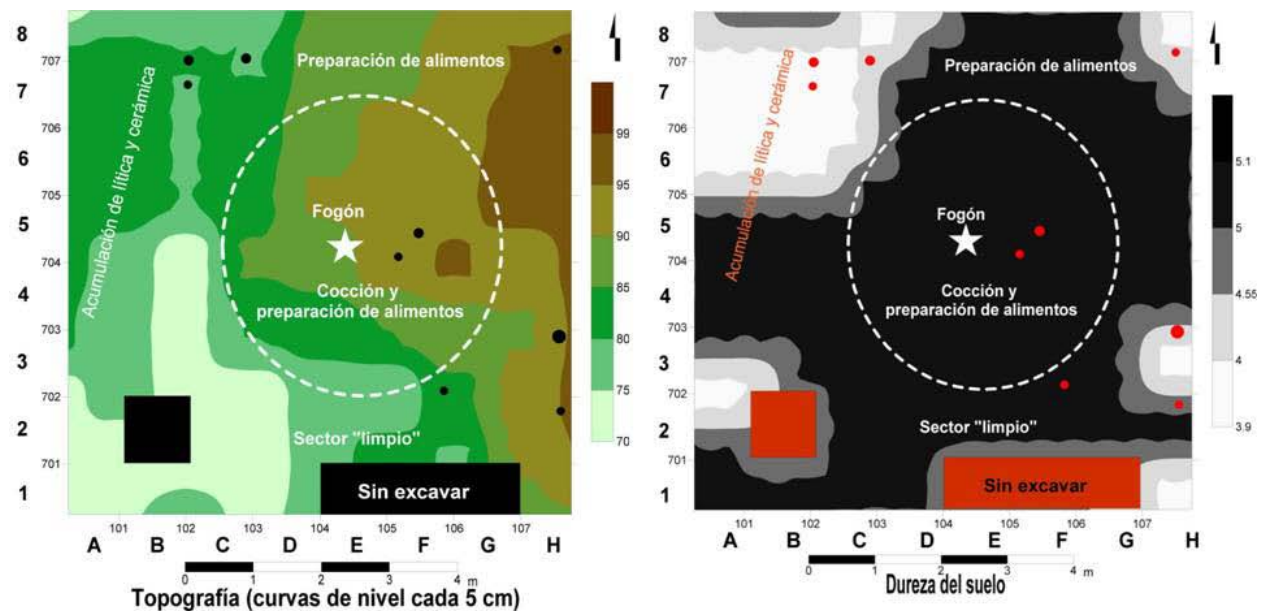 8
707
7
706
6
705
5
704
4
703
3
702
2
701
1
Preparación de alimentos
Acumulación de lítica y cerámica
Fogón
Cocción y
preparación de alimentos
Sector "limpio"
Sin excavar
99
95
90
85
80
75
70
101 102 103 104 105 106 107
A B C D E F G H
0 1 2 3 4 m
Topografía (curvas de nivel cada 5 cm)
8
707
7
706
6
705
5
704
4
703
3
702
2
701
1
Preparación de alimentos
Acumulación de lítica y cerámica
Fogón
Cocción y
preparación de alimentos
Sector "limpio"
Sin excavar
5.1
5
4.55
4
3.9
101 102 103 104 105 106 107
A B C D E F G H
0 1 2 3 4 m
Dureza del suelo